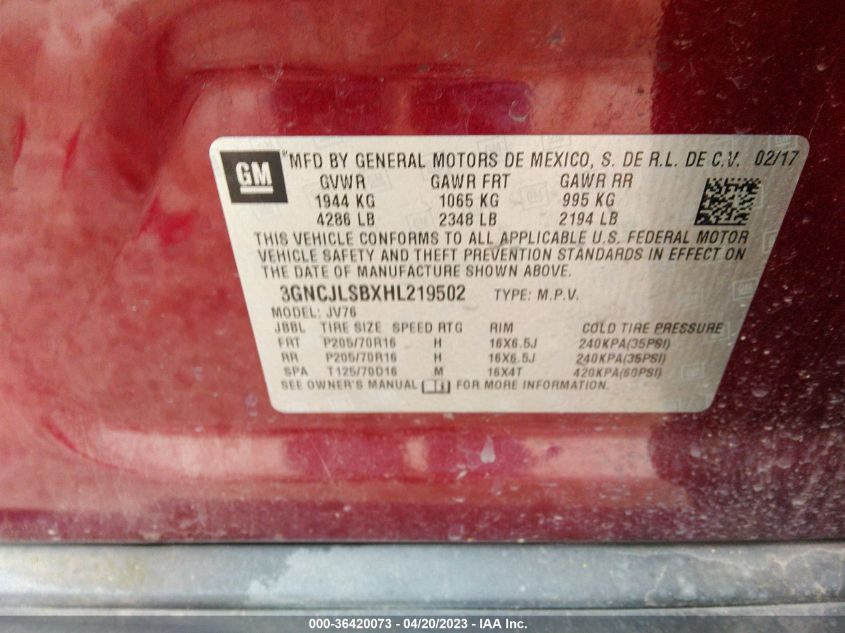 GM
MFD BY GENERAL MOTORS DE MEXICO, S. DE R.L. DE C.V. 02/17
GVWR GAWR FRT GAWR RR
1944 KG 1065 KG 995 KG
4286 LB 2348 LB 2194 LB
THIS VEHICLE CONFORMS TO ALL APPLICABLE U.S. FEDERAL MOTOR
VEHICLE SAFETY AND THEFT PREVENTION STANDARDS IN EFFECT ON
THE DATE OF MANUFACTURE SHOWN ABOVE.
3GNCJLSBXHL219502 TYPE: M.P.V.
MODEL: JV76
JBBL TIRE SIZE SPEED RTG RIM COLD TIRE PRESSURE
FRT P205/70R16 H 16X6.5J 240KPA(35PSI)
RR P205/70R16 H 16X6.5J 240KPA(35PSI)
SPA T125/70D16 M 16X4T 420KPA(60PSI)
SEE OWNER'S MANUAL FOR MORE INFORMATION.
000-36420073 - 04/20/2023 - IAA Inc.